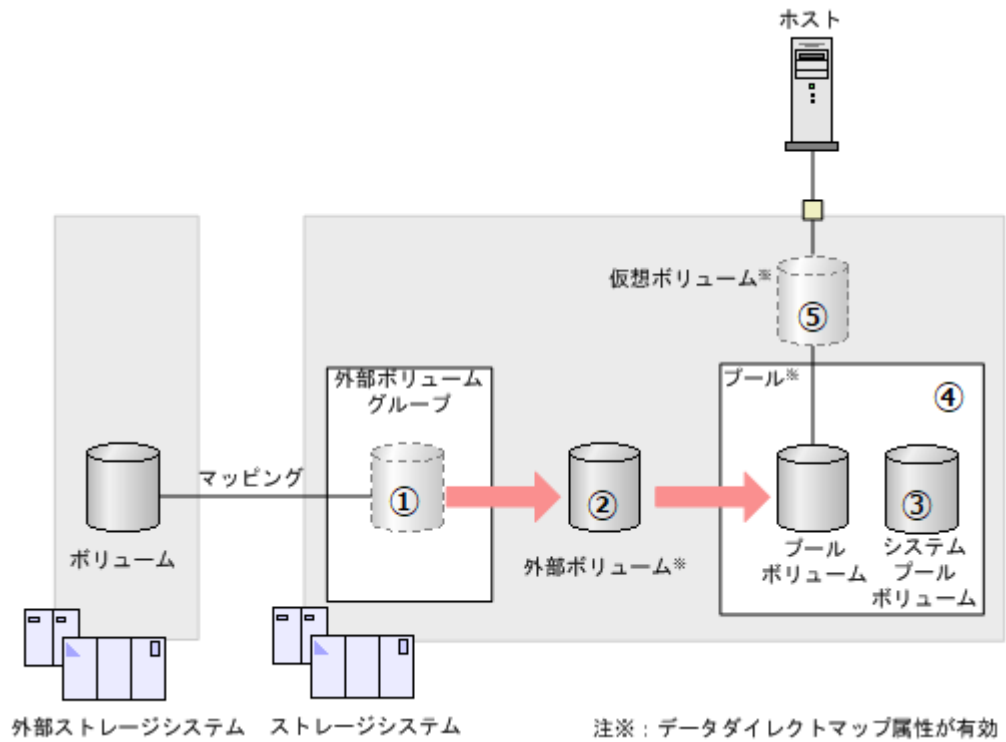 ホスト
仮想ボリューム※
⑤
外部ボリューム
グループ
プール※
④
マッピング
①
②
③
ボリューム
外部ボリューム※
プール
ボリューム
システム
プール
ボリューム
外部ストレージシステム
ストレージシステム
注※：データダイレクトマップ属性が有効